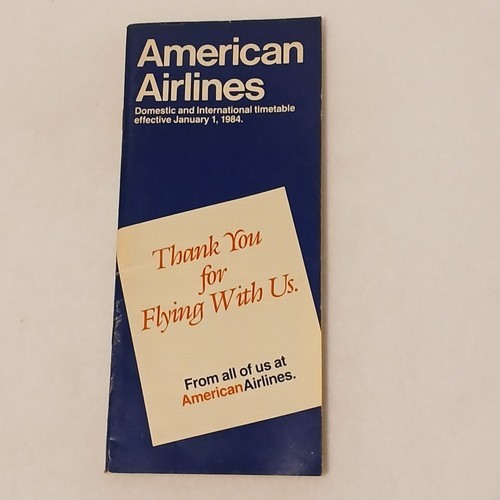 American
Airlines
Domestic and International timetable
effective January 1, 1984.
Thank You
for
Flying With Us.
From all of us at
AmericanAirlines.